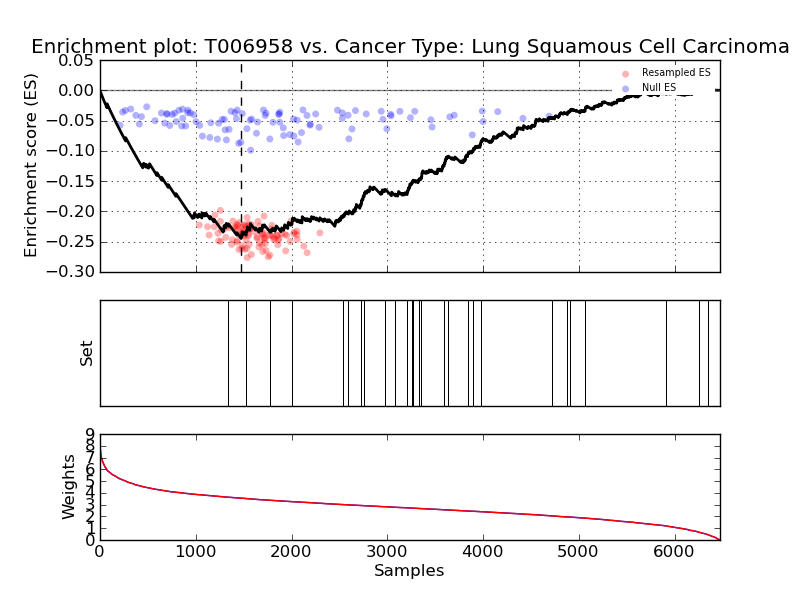 Enrichment plot: T006958 vs. Cancer Type: Lung Squamous Cell Carcinoma
Enrichment score (ES)
0.05
0.00
−0.05
−0.10
−0.15
−0.20
−0.25
−0.30
Resampled ES
Null ES
Set
Weights
9
8
7
6
5
4
3
2
1
0
0 1000 2000 3000 4000 5000 6000
Samples